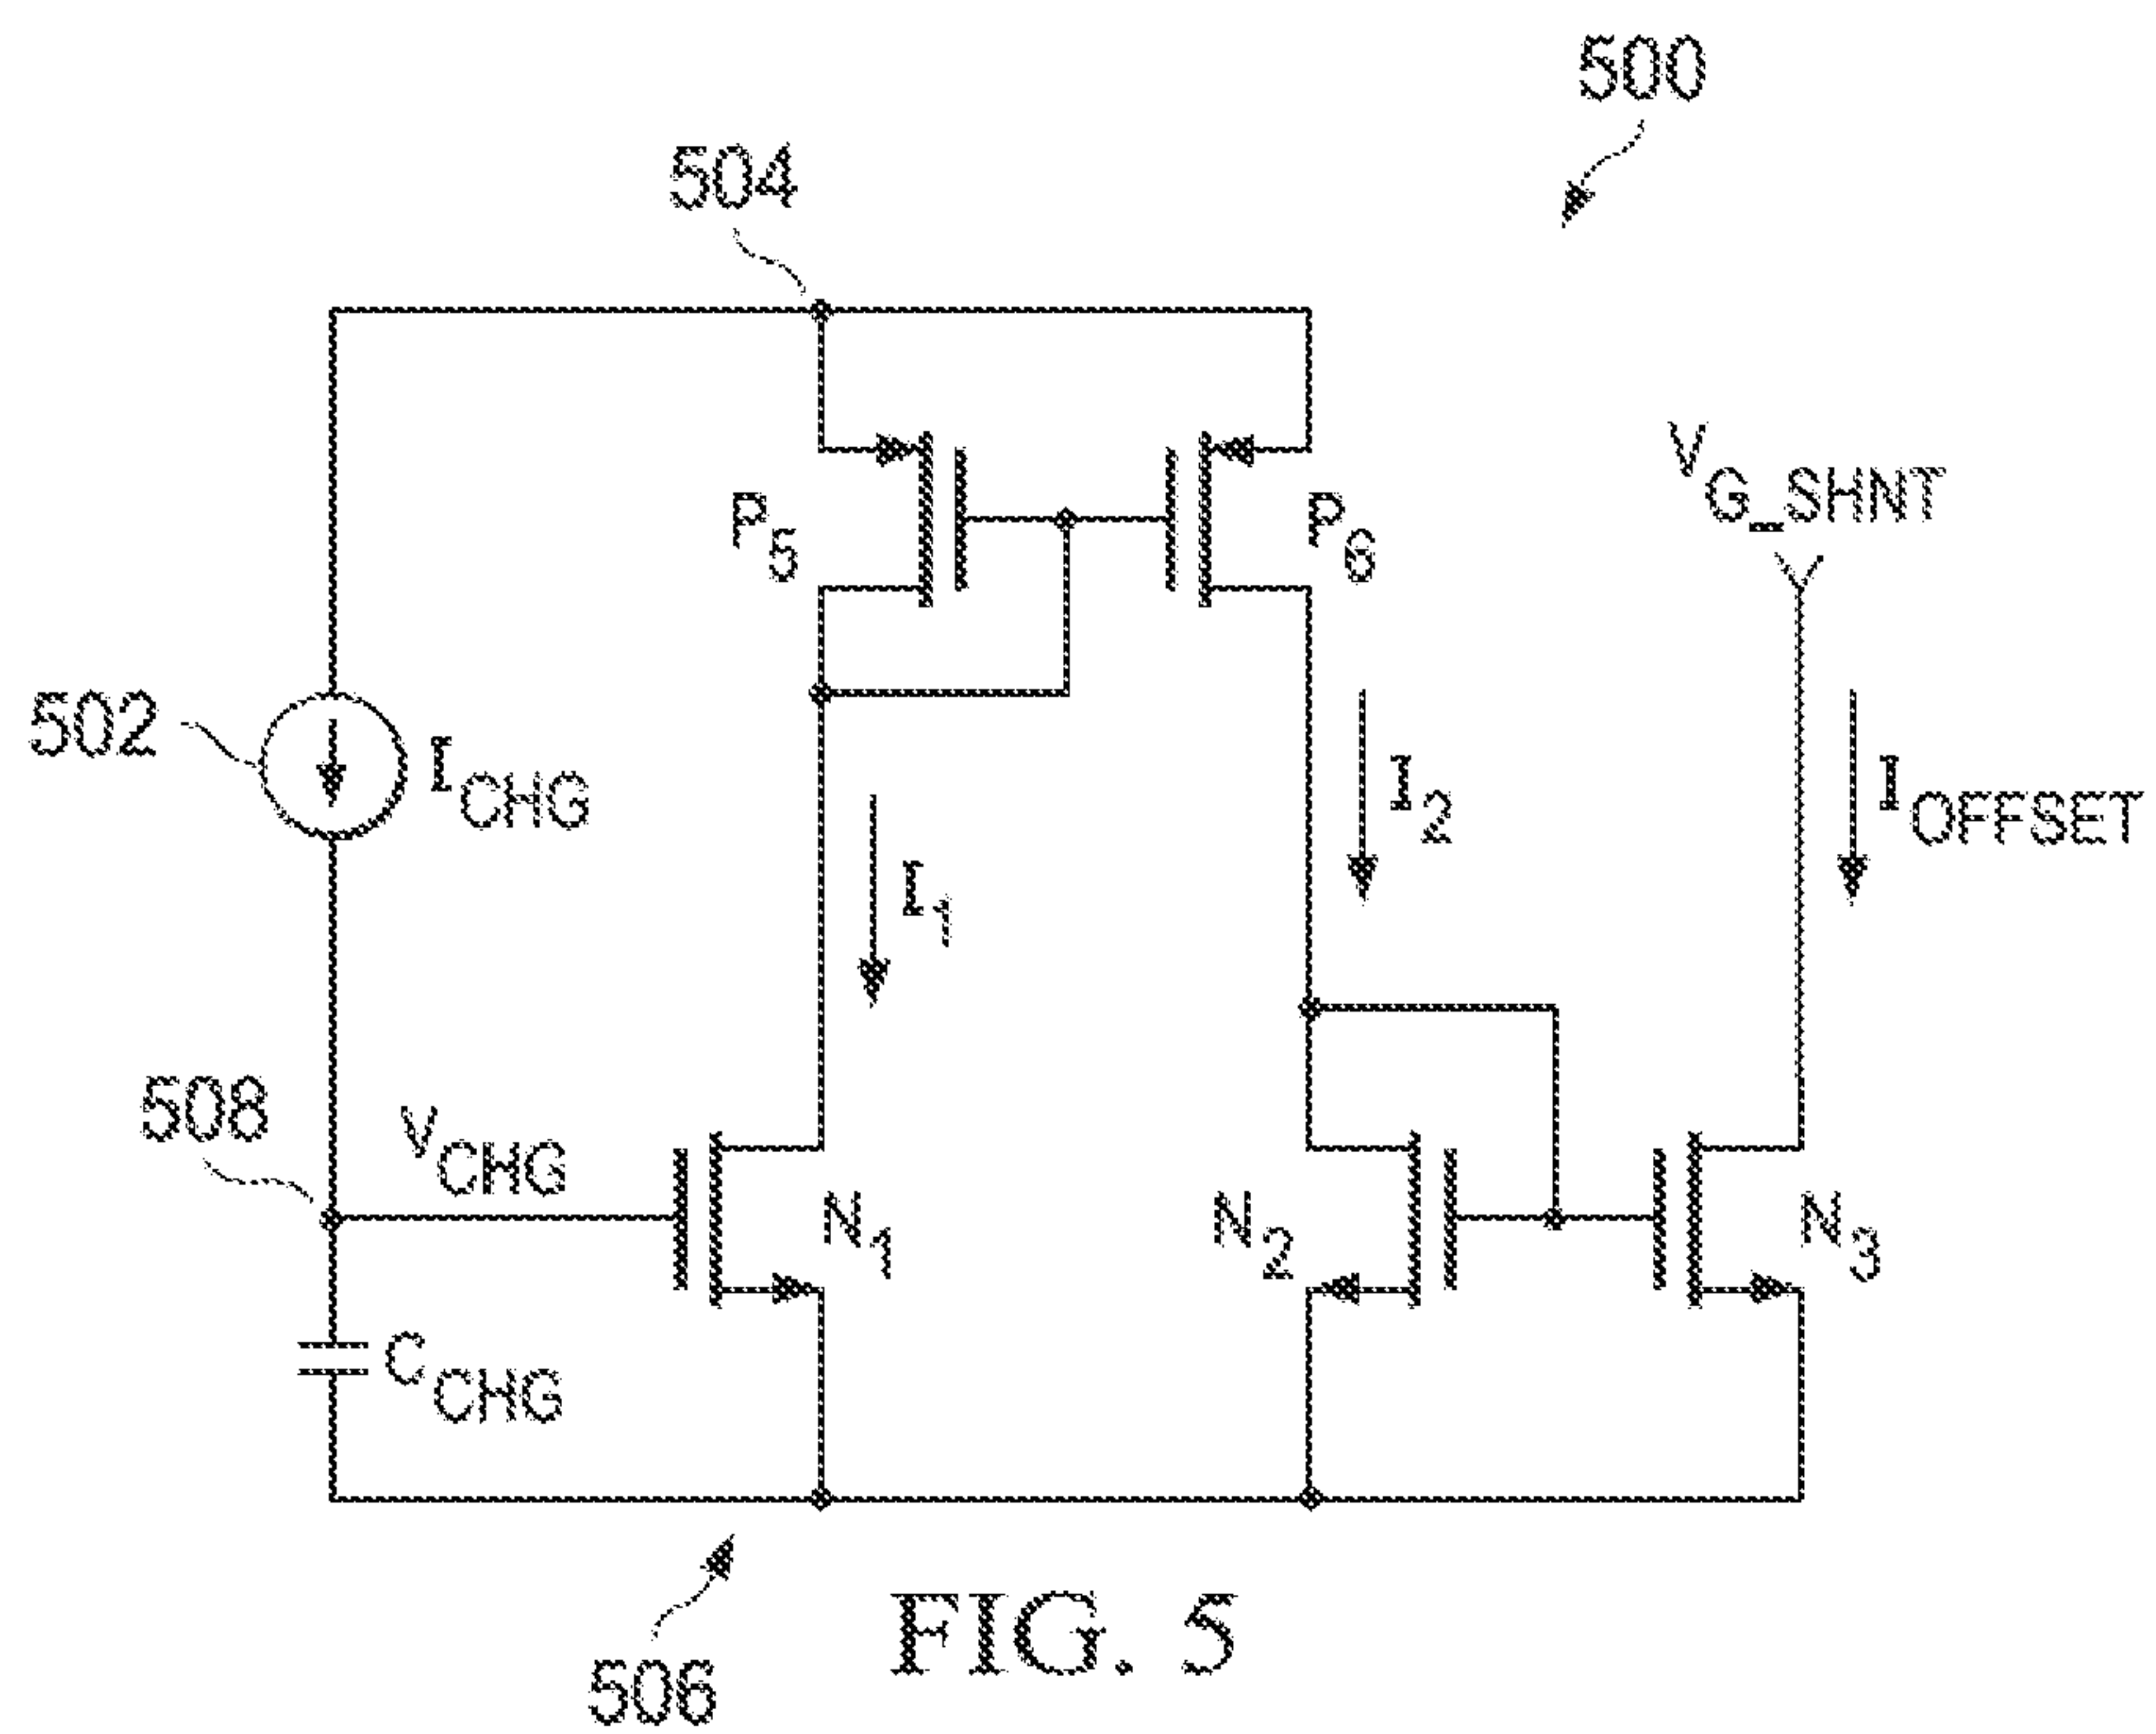 500
504
P5
P6
VG_SHNT
502
ICHG
I1
I2
IOFFSET
508
VCHG
N1
N2
N3
CCHG
506
FIG. 5